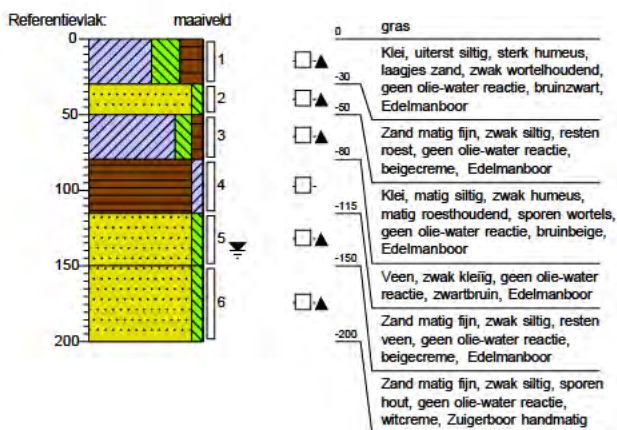 Referentievlak: maaiveld
0
50
100
150
200
1
2
3
4
5
6
0 gras
Klei, uiterst siltig, sterk humeus,
laagjes zand, zwak wortelhoudend,
geen olie-water reactie, bruinzwart,
Edelmanboor
-30
Zand matig fijn, zwak siltig, resten
roest, geen olie-water reactie,
beigecreme, Edelmanboor
-50
Klei, matig siltig, zwak humeus,
matig roesthoudend, sporen wortels,
geen olie-water reactie, bruinbeige,
Edelmanboor
-80
Veen, zwak kleiïg, geen olie-water
reactie, zwartbruin, Edelmanboor
-115
Zand matig fijn, zwak siltig, resten
veen, geen olie-water reactie,
beigecreme, Edelmanboor
-150
Zand matig fijn, zwak siltig, sporen
hout, geen olie-water reactie,
witcreme, Zuigerboor handmatig
-200